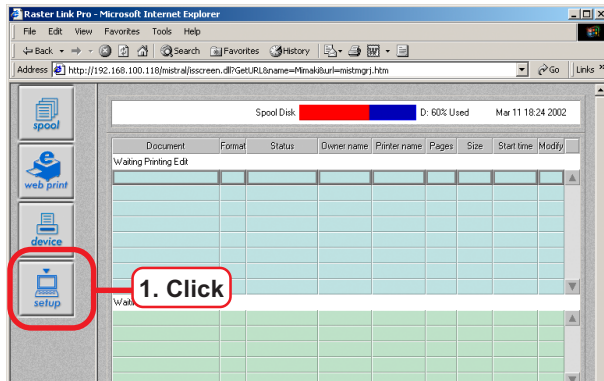 Raster Link Pro - Microsoft Internet Explorer
File Edit View Favorites Tools Help
Back Search Favorites History
Address http://192.168.100.118/mistral/isscreen.dll?GetURL&name=Mimaki&url=mistmgrj.htm Go Links »
spool
Spool Disk D: 60% Used Mar 11 18:24 2002
web print
Document Format Status Owner name Printer name Pages Size Start time Modify
Waiting Printing Edit
device
setup
1. Click